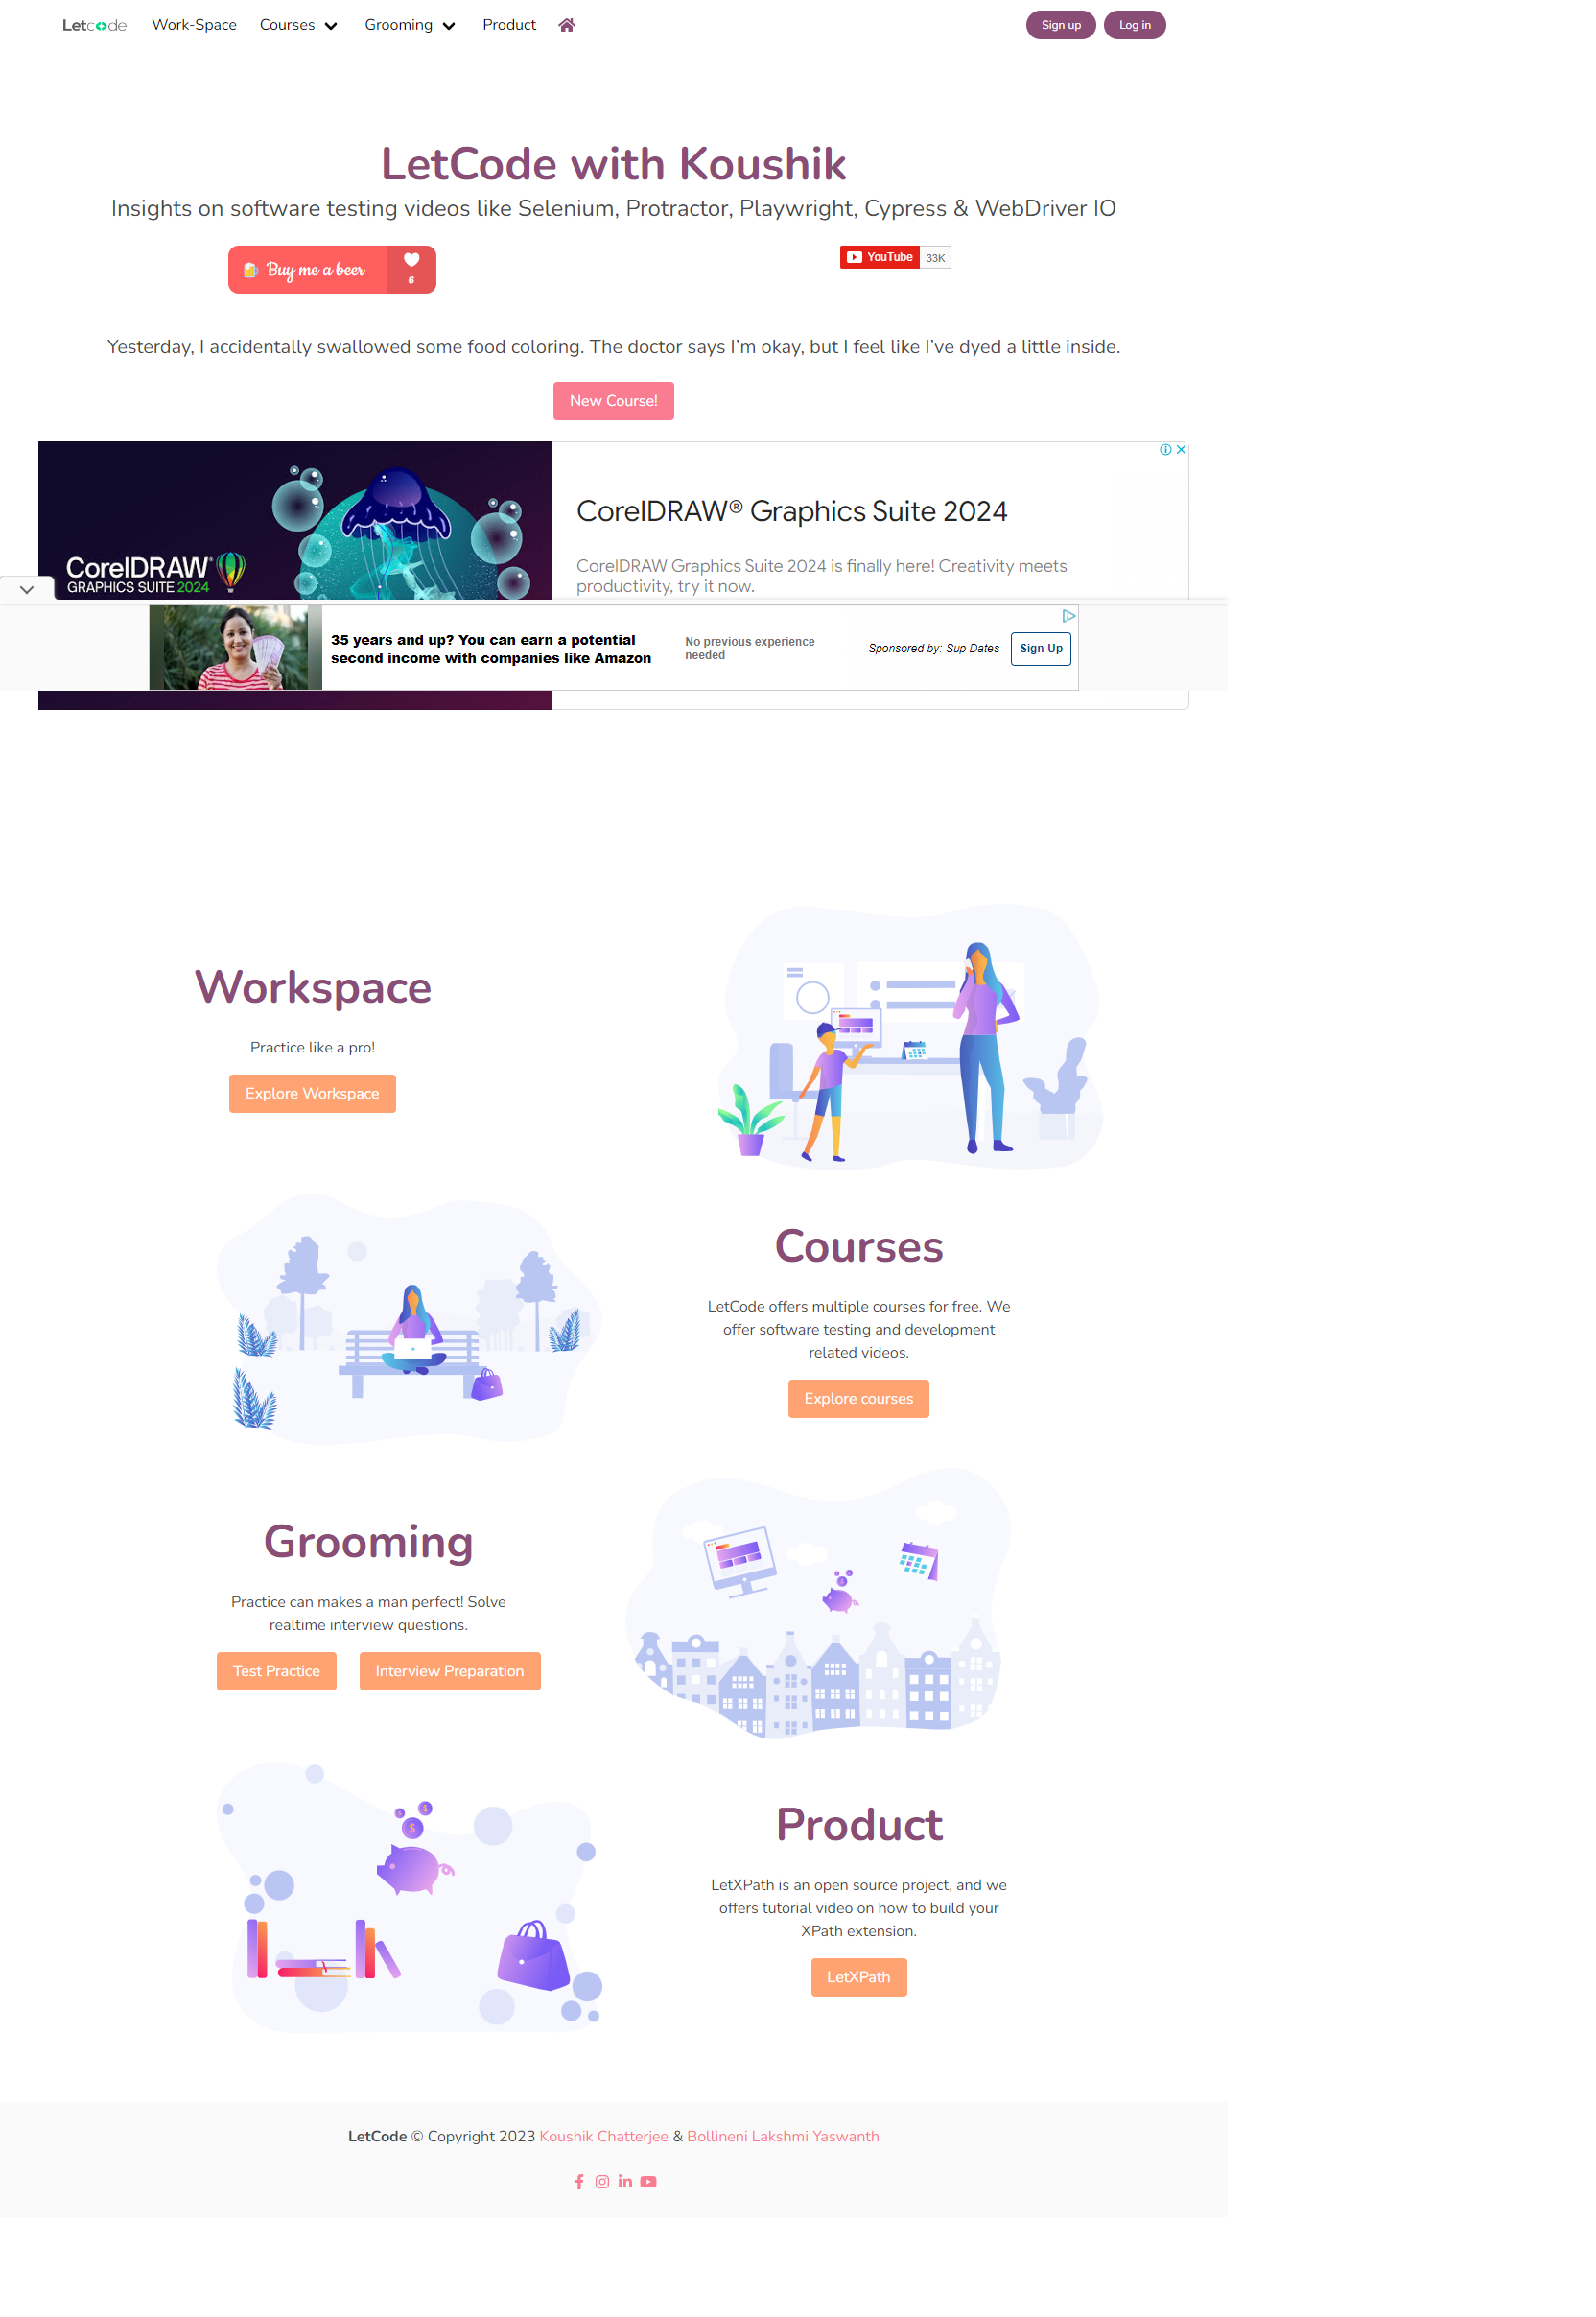 Letcode Work-Space Courses Grooming Product Sign up Log in
LetCode with Koushik
Insights on software testing videos like Selenium, Protractor, Playwright, Cypress & WebDriver IO
Buy me a beer 6
YouTube 33K
Yesterday, I accidentally swallowed some food coloring. The doctor says I’m okay, but I feel like I’ve dyed a little inside.
New Course!
CorelDRAW® Graphics Suite 2024
CorelDRAW Graphics Suite 2024 is finally here! Creativity meets
productivity, try it now.
CorelDRAW®
GRAPHICS SUITE 2024
35 years and up? You can earn a potential
second income with companies like Amazon
No previous experience
needed
Sponsored by: Sup Dates
Sign Up
Workspace
Practice like a pro!
Explore Workspace
Courses
LetCode offers multiple courses for free. We
offer software testing and development
related videos.
Explore courses
Grooming
Practice can makes a man perfect! Solve
realtime interview questions.
Test Practice Interview Preparation
Product
LetXPath is an open source project, and we
offers tutorial video on how to build your
XPath extension.
LetXPath
LetCode © Copyright 2023 Koushik Chatterjee & Bollineni Lakshmi Yaswanth